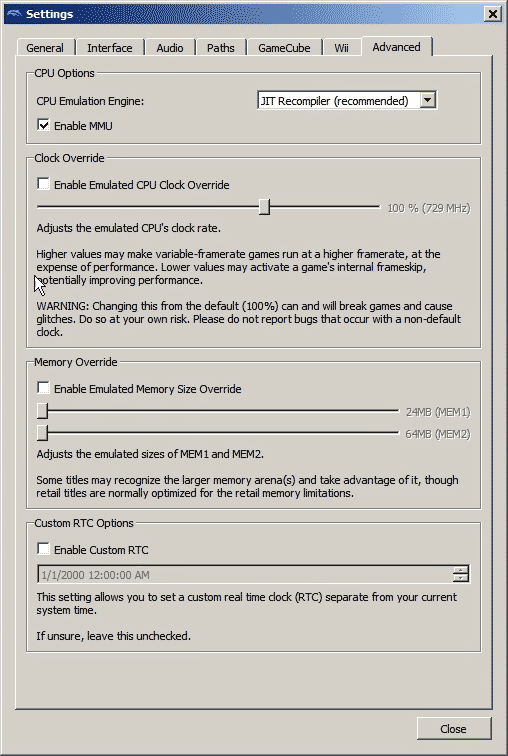 Settings
General Interface Audio Paths GameCube Wii Advanced
CPU Options
CPU Emulation Engine: JIT Recompiler (recommended)
Enable MMU
Clock Override
Enable Emulated CPU Clock Override
100 % (729 MHz)
Adjusts the emulated CPU's clock rate.
Higher values may make variable-framerate games run at a higher framerate, at the
expense of performance. Lower values may activate a game's internal frameskip,
potentially improving performance.
WARNING: Changing this from the default (100%) can and will break games and cause
glitches. Do so at your own risk. Please do not report bugs that occur with a non-default
clock.
Memory Override
Enable Emulated Memory Size Override
24MB (MEM1)
64MB (MEM2)
Adjusts the emulated sizes of MEM1 and MEM2.
Some titles may recognize the larger memory arena(s) and take advantage of it, though
retail titles are normally optimized for the retail memory limitations.
Custom RTC Options
Enable Custom RTC
1/1/2000 12:00:00 AM
This setting allows you to set a custom real time clock (RTC) separate from your current
system time.
If unsure, leave this unchecked.
Close